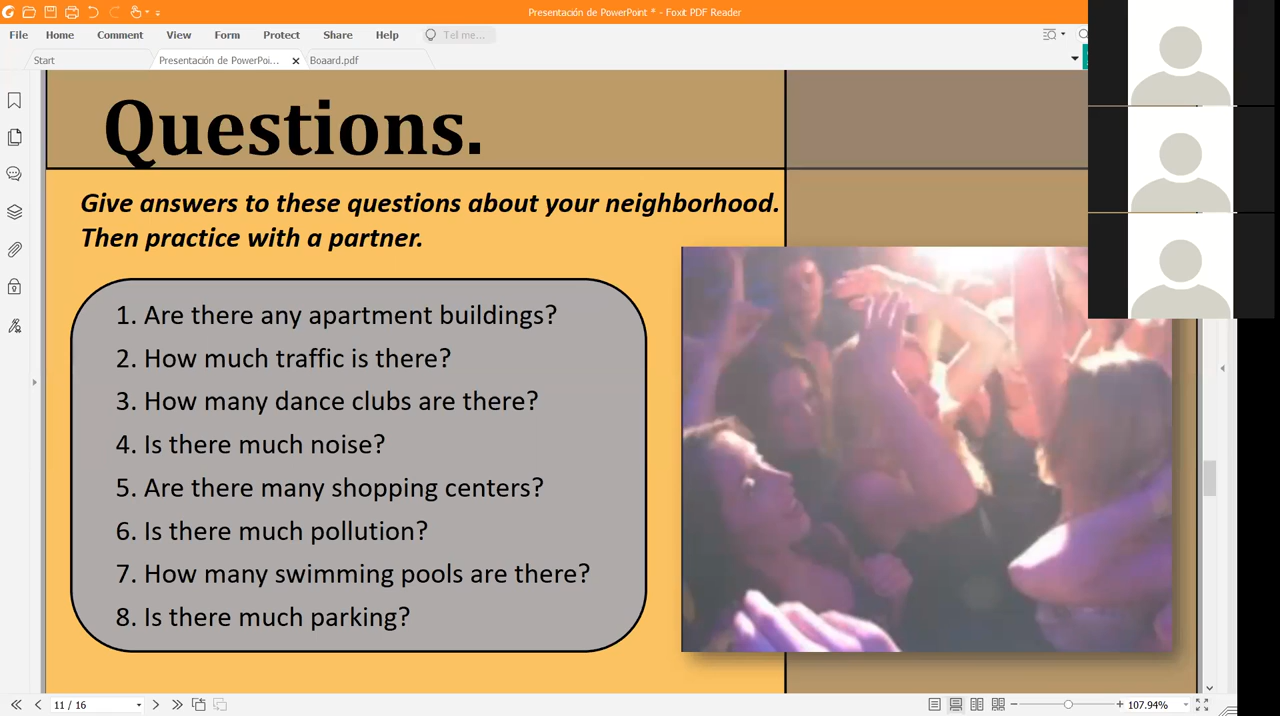 Presentación de PowerPoint * - Foxit PDF Reader
File Home Comment View Form Protect Share Help Tell me...
Start Presentación de PowerPoi... Boaard.pdf
Questions.
Give answers to these questions about your neighborhood.
Then practice with a partner.
1. Are there any apartment buildings?
2. How much traffic is there?
3. How many dance clubs are there?
4. Is there much noise?
5. Are there many shopping centers?
6. Is there much pollution?
7. How many swimming pools are there?
8. Is there much parking?
11 / 16 107.94%